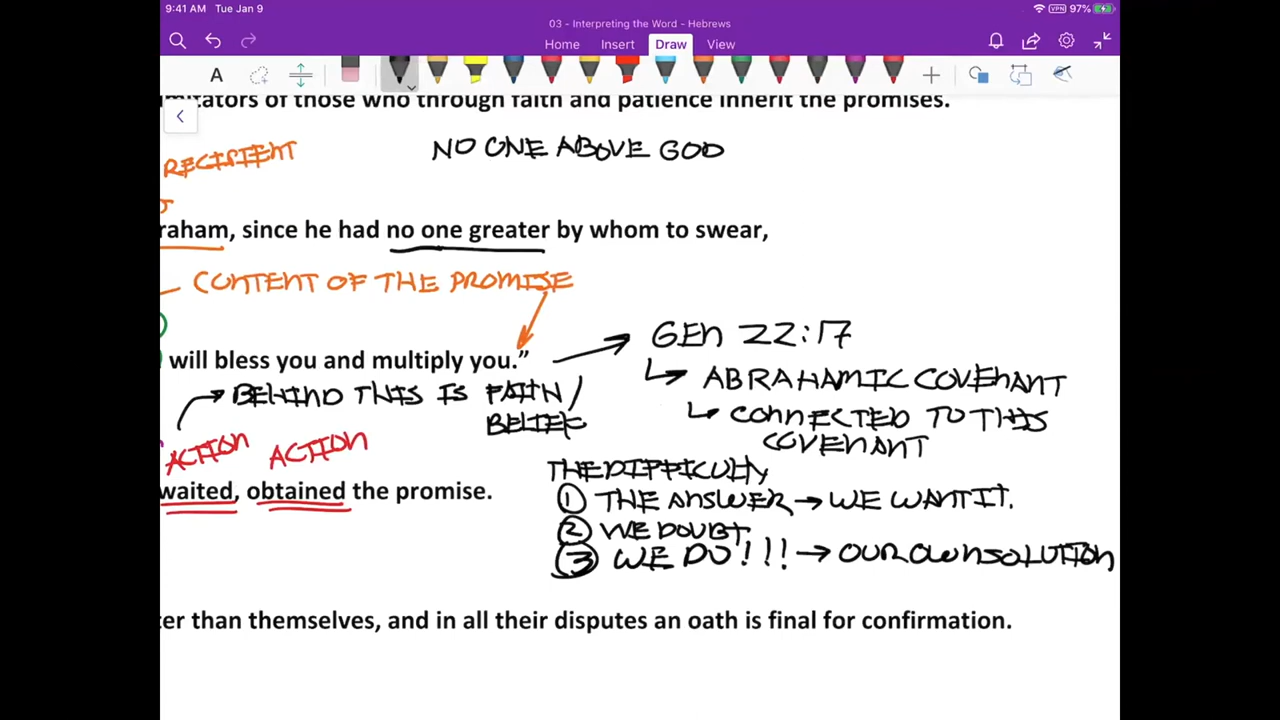 9:41 AM Tue Jan 9
VPN 97%
03 - Interpreting the Word - Hebrews
Home Insert Draw View
A
imitators of those who through faith and patience inherit the promises.
RECIPIENT
NO ONE ABOVE GOD
raham, since he had no one greater by whom to swear,
CONTENT OF THE PROMISE
GEN 22:17
will bless you and multiply you.”
ABRAHAMIC COVENANT
BEHIND THIS IS FAITH/
BELIEF
CONNECTED TO THIS
COVENANT
ACTION ACTION
THE DIFFICULTY
waited, obtained the promise.
1 THE ANSWER → WE WANT IT.
2 WE DOUBT.
3 WE DO!!! → OUR OWN SOLUTION
ter than themselves, and in all their disputes an oath is final for confirmation.